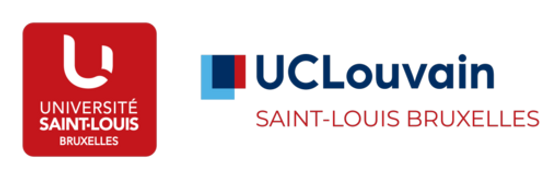 UNIVERSITÉ
SAINT-LOUIS
BRUXELLES
UCLouvain
SAINT-LOUIS BRUXELLES